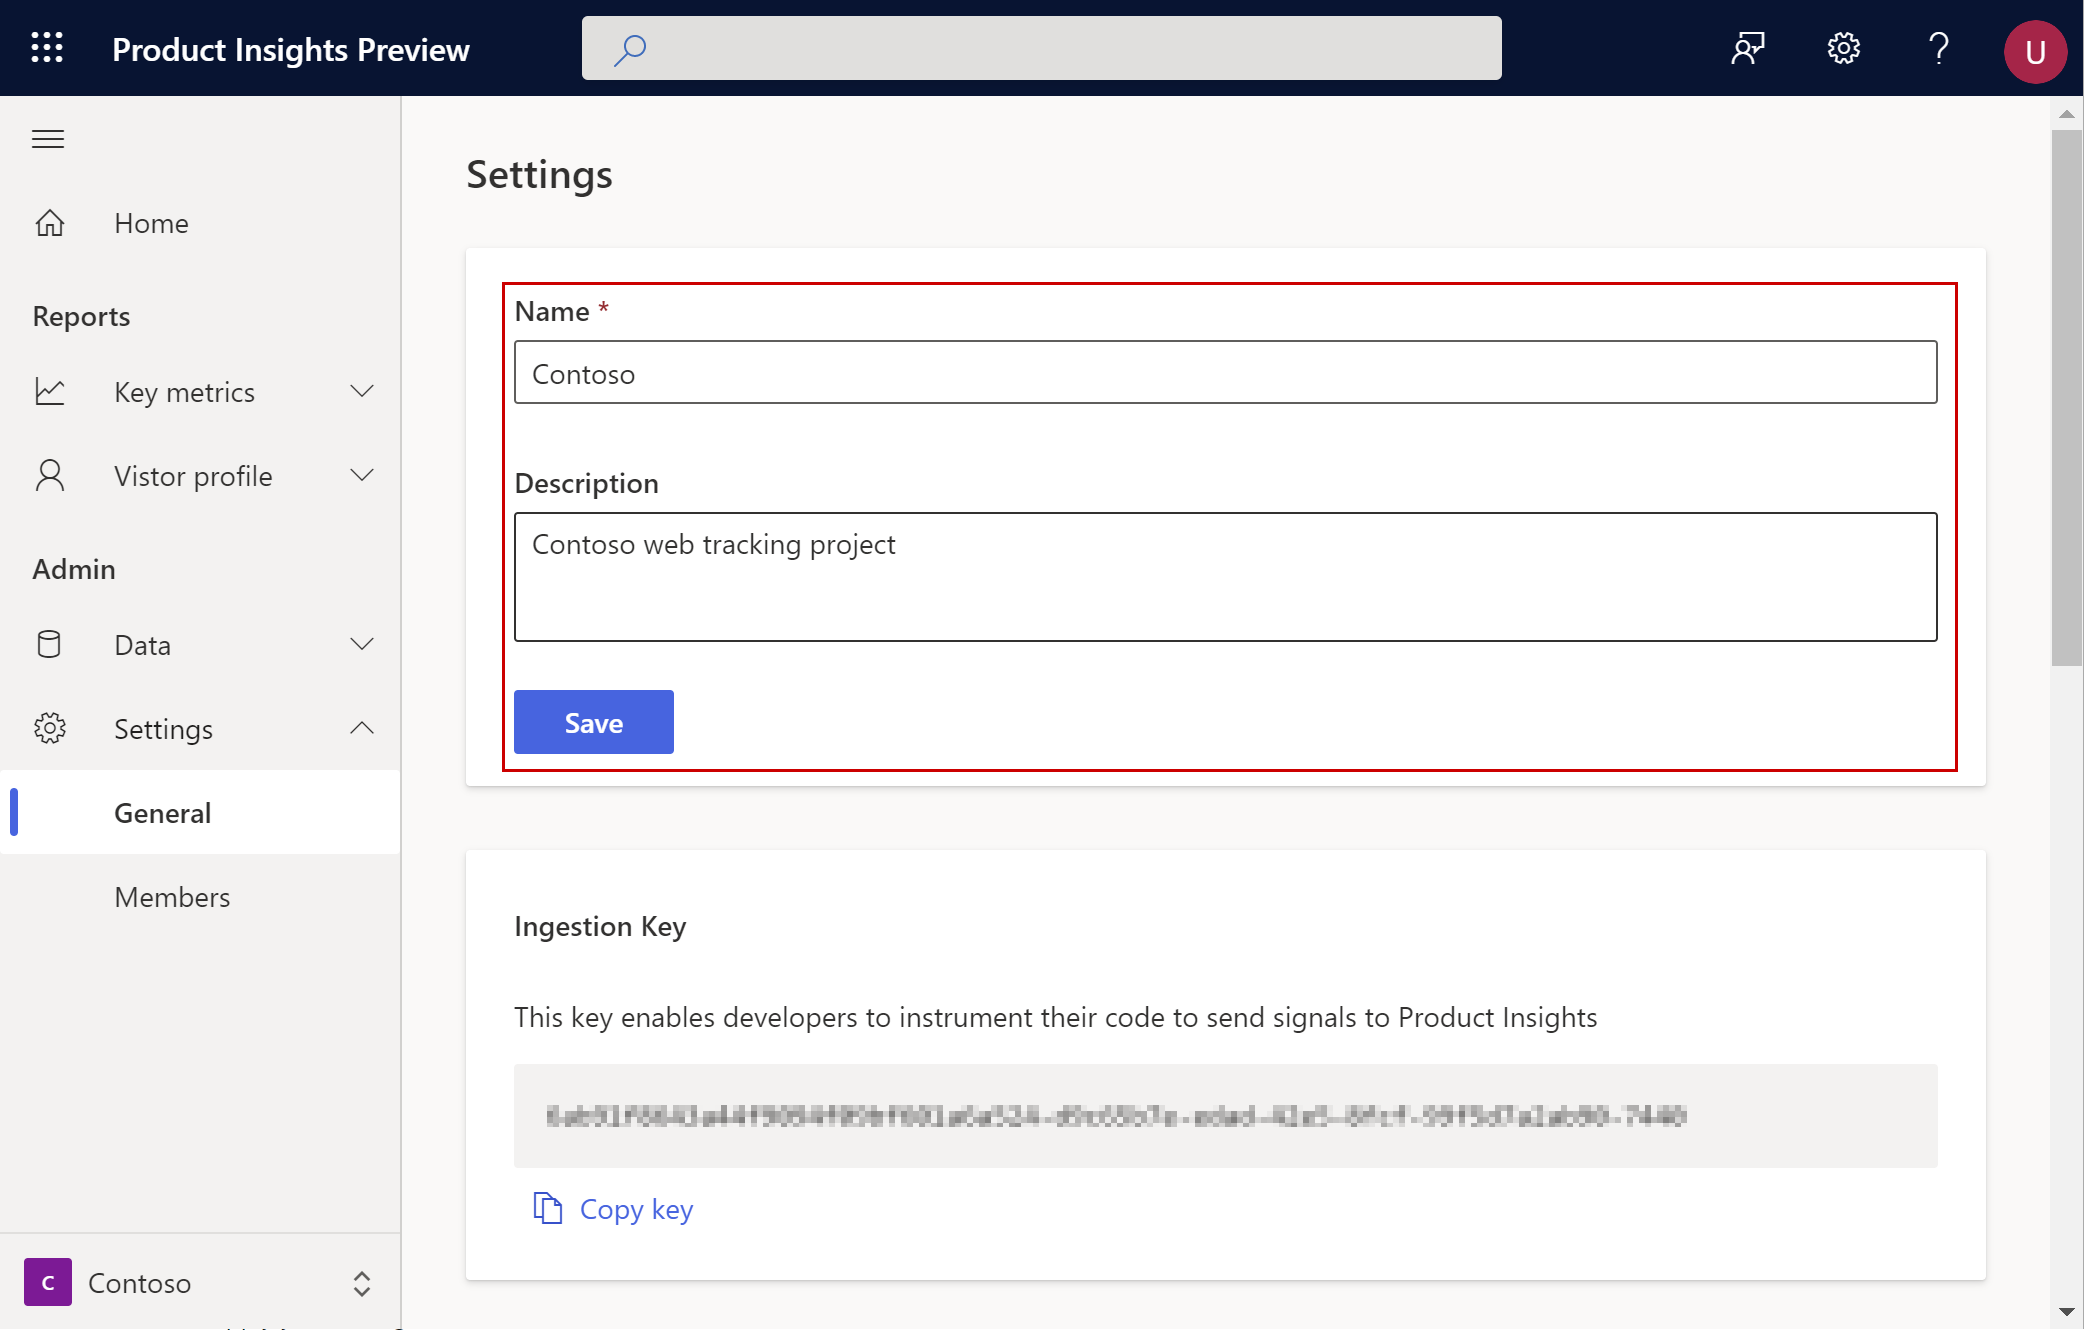 Product Insights Preview
U
Home
Reports
Key metrics
Vistor profile
Admin
Data
Settings
General
Members
C
Contoso
Settings
Name *
Contoso
Description
Contoso web tracking project
Save
Ingestion Key
This key enables developers to instrument their code to send signals to Product Insights
Copy key